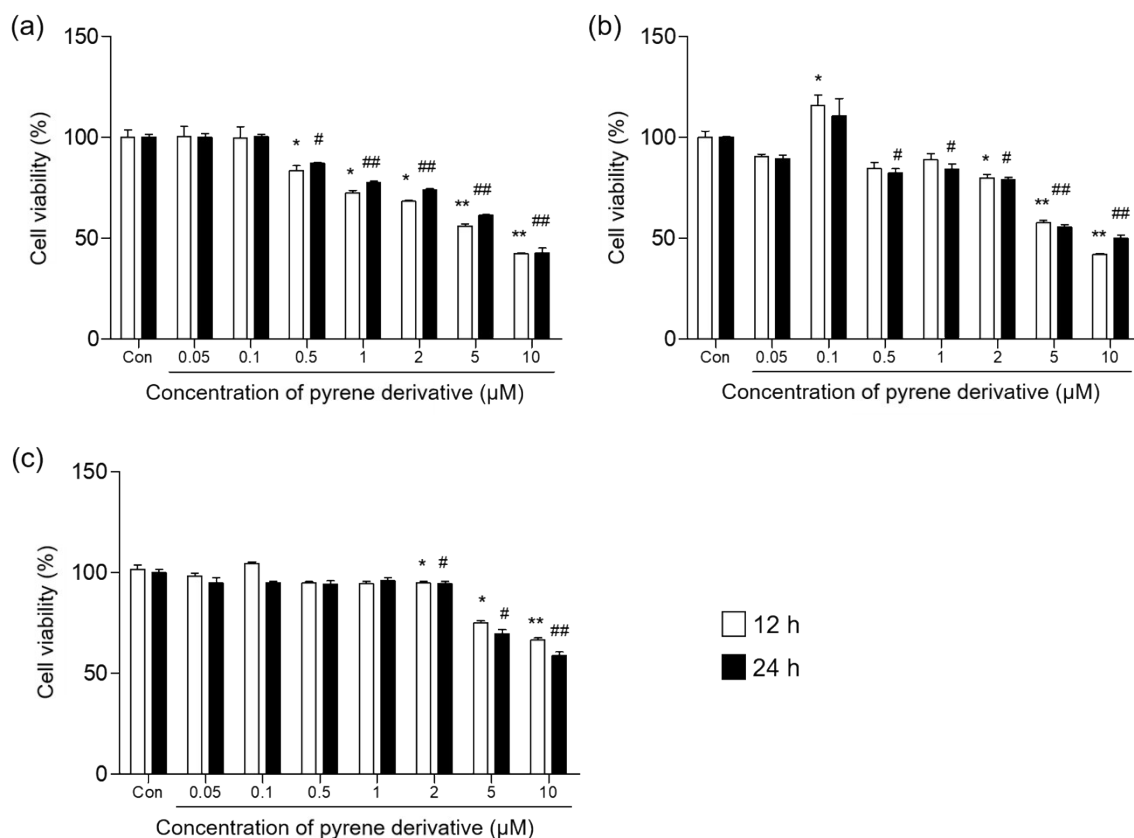 (a)
150
100
50
0
Cell viability (%)
* #
* ##
* ##
** ##
** ##
Con 0.05 0.1 0.5 1 2 5 10
Concentration of pyrene derivative (μM)
(b)
150
100
50
0
Cell viability (%)
*
#
#
* #
** ##
** ##
Con 0.05 0.1 0.5 1 2 5 10
Concentration of pyrene derivative (μM)
(c)
150
100
50
0
Cell viability (%)
* #
* #
** ##
Con 0.05 0.1 0.5 1 2 5 10
Concentration of pyrene derivative (μM)
12 h
24 h